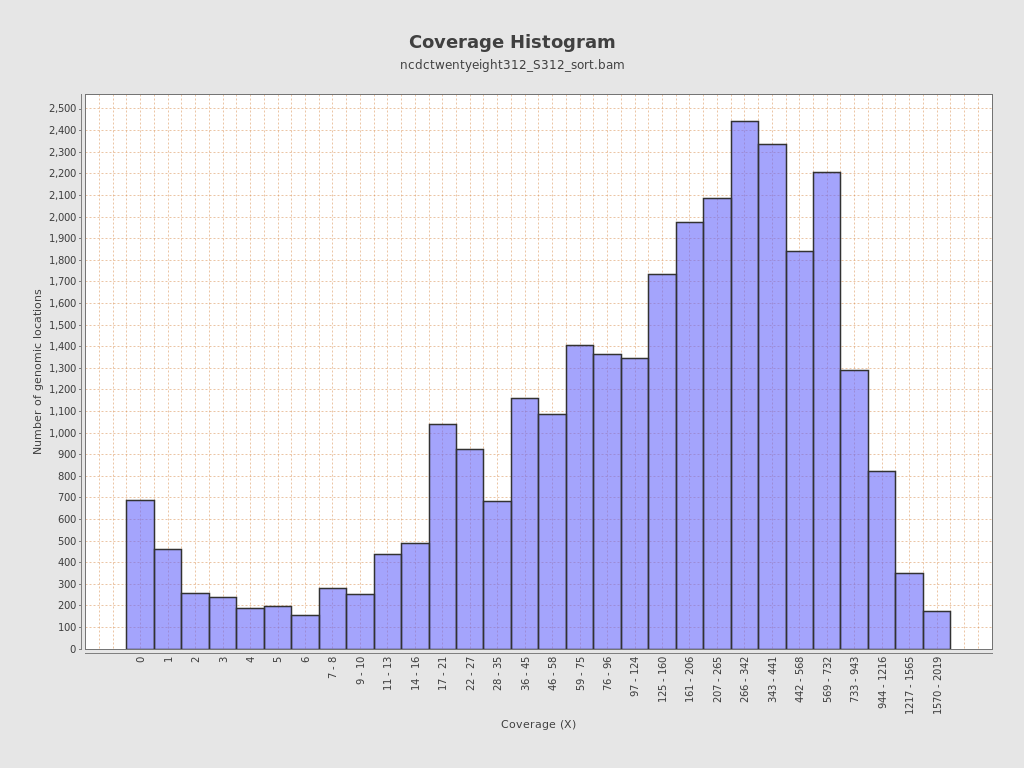 Coverage Histogram
ncdctwentyeight312_S312_sort.bam
Number of genomic locations
2,500
2,400
2,300
2,200
2,100
2,000
1,900
1,800
1,700
1,600
1,500
1,400
1,300
1,200
1,100
1,000
900
800
700
600
500
400
300
200
100
0
0
1
2
3
4
5
6
7 - 8
9 - 10
11 - 13
14 - 16
17 - 21
22 - 27
28 - 35
36 - 45
46 - 58
59 - 75
76 - 96
97 - 124
125 - 160
161 - 206
207 - 265
266 - 342
343 - 441
442 - 568
569 - 732
733 - 943
944 - 1216
1217 - 1565
1570 - 2019
Coverage (X)